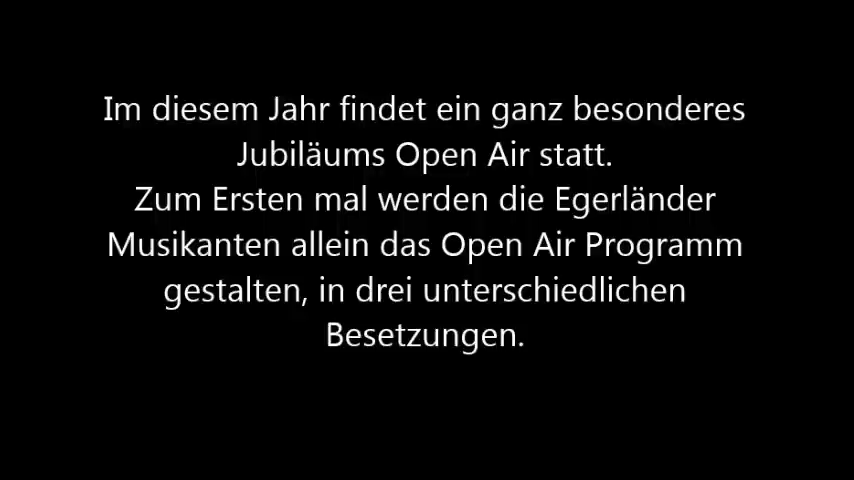 Im diesem Jahr findet ein ganz besonderes
Jubiläums Open Air statt.
Zum Ersten mal werden die Egerländer
Musikanten allein das Open Air Programm
gestalten, in drei unterschiedlichen
Besetzungen.